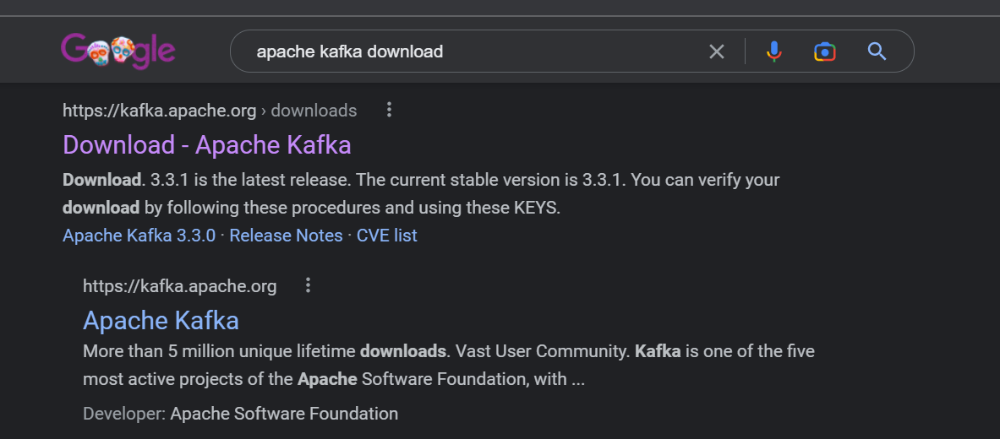 Google
apache kafka download
https://kafka.apache.org › downloads
Download - Apache Kafka
Download. 3.3.1 is the latest release. The current stable version is 3.3.1. You can verify your
download by following these procedures and using these KEYS.
Apache Kafka 3.3.0 · Release Notes · CVE list
https://kafka.apache.org
Apache Kafka
More than 5 million unique lifetime downloads. Vast User Community. Kafka is one of the five
most active projects of the Apache Software Foundation, with ...
Developer: Apache Software Foundation